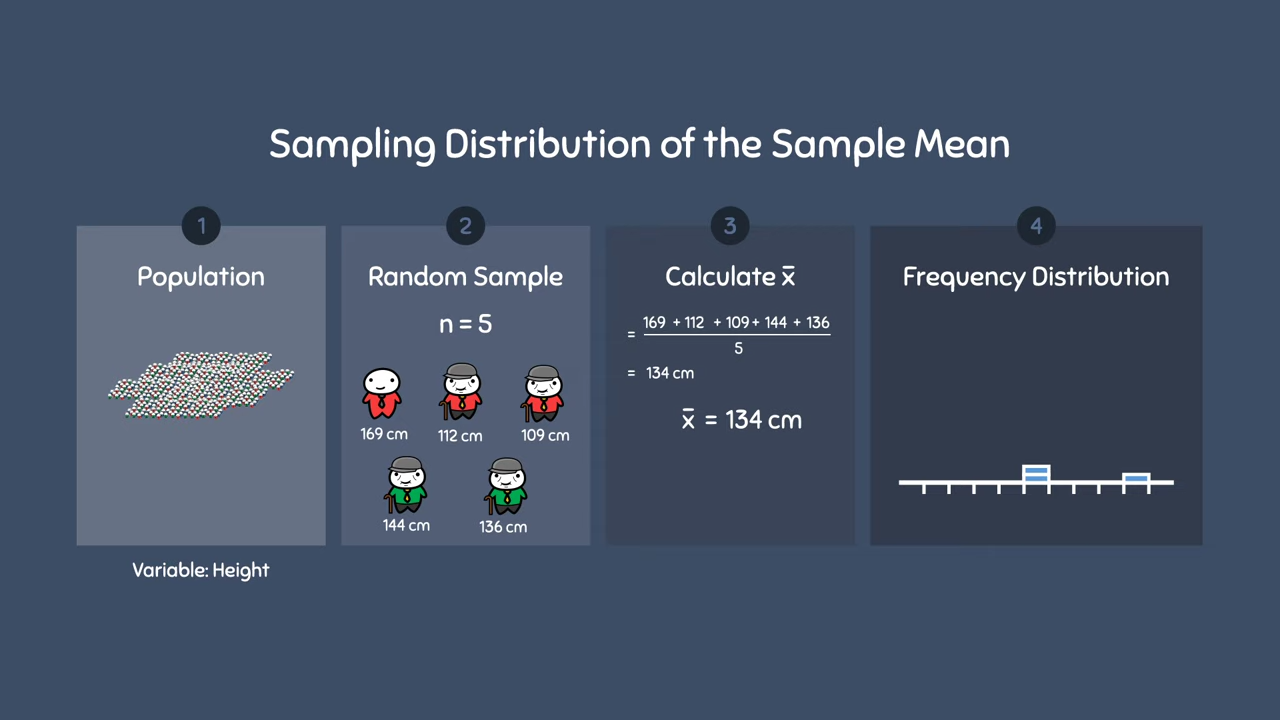 Sampling Distribution of the Sample Mean
1
Population
Variable: Height
2
Random Sample
n = 5
169 cm 112 cm 109 cm
144 cm 136 cm
3
Calculate x̄
= 169 + 112 + 109 + 144 + 136
5
= 134 cm
x̄ = 134 cm
4
Frequency Distribution